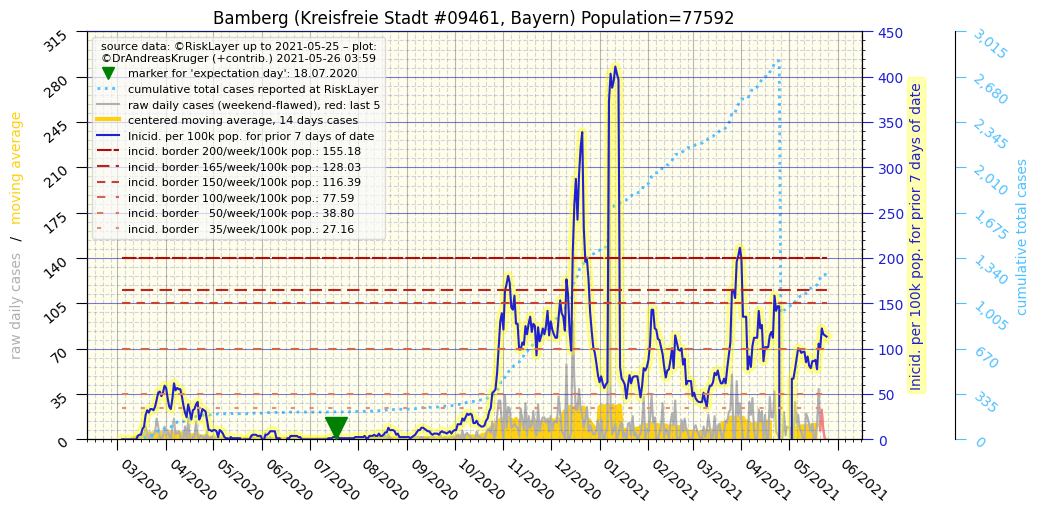 Bamberg (Kreisfreie Stadt #09461, Bayern) Population=77592
source data: ©RiskLayer up to 2021-05-25 – plot:
©DrAndreasKruger (+contrib.) 2021-05-26 03:59
marker for 'expectation day': 18.07.2020
cumulative total cases reported at RiskLayer
raw daily cases (weekend-flawed), red: last 5
centered moving average, 14 days cases
Inicid. per 100k pop. for prior 7 days of date
incid. border 200/week/100k pop.: 155.18
incid. border 165/week/100k pop.: 128.03
incid. border 150/week/100k pop.: 116.39
incid. border 100/week/100k pop.: 77.59
incid. border   50/week/100k pop.: 38.80
incid. border   35/week/100k pop.: 27.16
raw daily cases / moving average
315
280
245
210
175
140
105
70
35
0
450
400
350
300
250
200
150
100
50
0
Inicid. per 100k pop. for prior 7 days of date
3,015
2,680
2,345
2,010
1,675
1,340
1,005
670
335
0
cumulative total cases
03/2020
04/2020
05/2020
06/2020
07/2020
08/2020
09/2020
10/2020
11/2020
12/2020
01/2021
02/2021
03/2021
04/2021
05/2021
06/2021